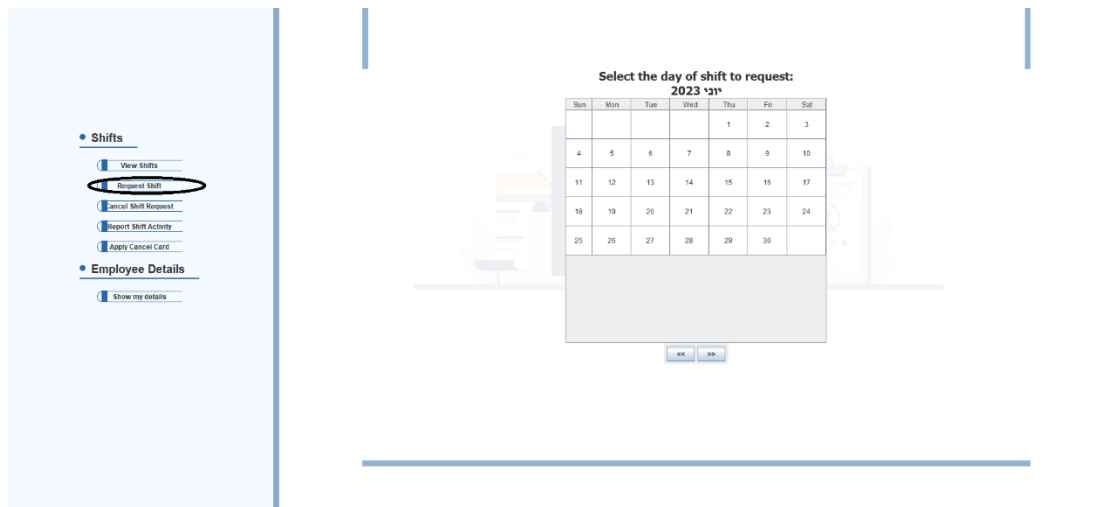 Shifts
View Shifts
Request Shift
Cancel Shift Request
Report Shift Activity
Apply Cancel Card
Employee Details
Show my details
Select the day of shift to request:
יוני 2023
Sun Mon Tue Wed Thu Fri Sat
1 2 3
4 5 6 7 8 9 10
11 12 13 14 15 16 17
18 19 20 21 22 23 24
25 26 27 28 29 30
<< >>